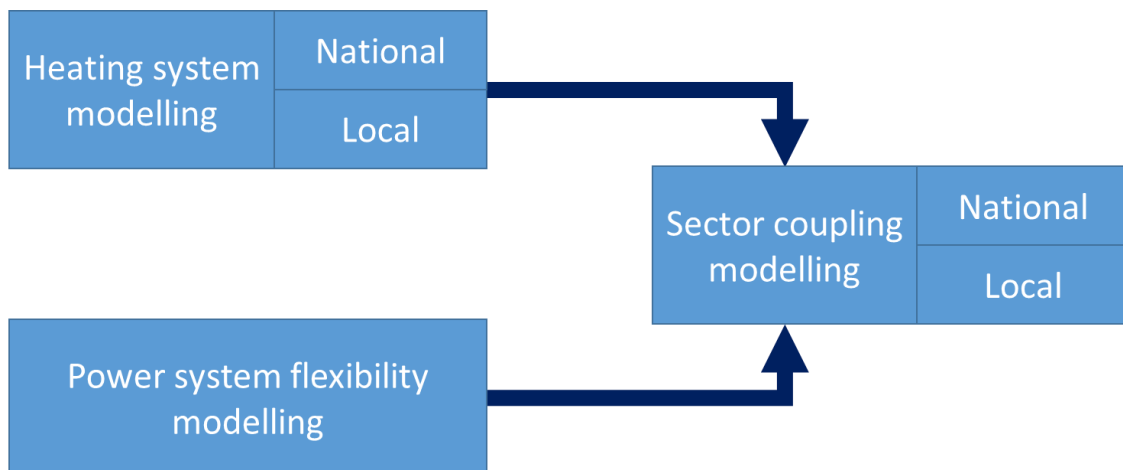 Heating system
modelling
National
Local
Sector coupling
modelling
National
Local
Power system flexibility
modelling